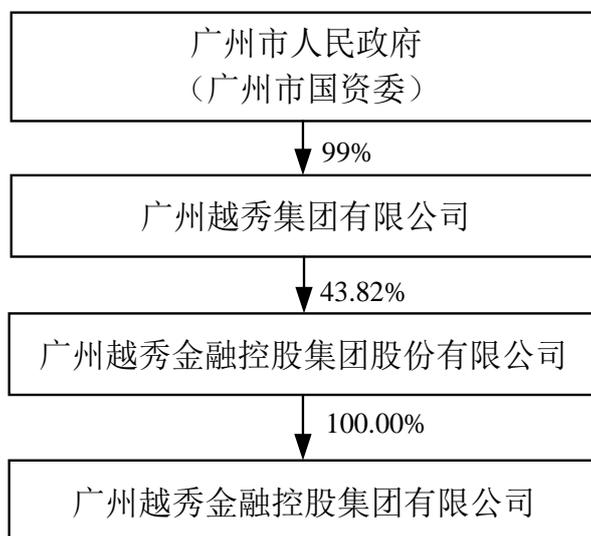 广州市人民政府
（广州市国资委）
99%
广州越秀集团有限公司
43.82%
广州越秀金融控股集团股份有限公司
100.00%
广州越秀金融控股集团有限公司